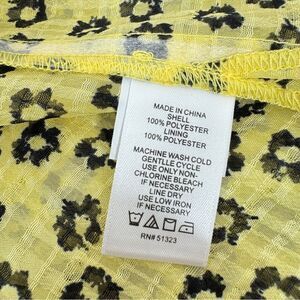 MADE IN CHINA
SHELL
100% POLYESTER
LINING
100% POLYESTER
MACHINE WASH COLD
GENTLLE CYCLE
USE ONLY NON-
CHLORINE BLEACH
IF NECESSARY
LINE DRY
USE LOW IRON
IF NECESSARY
RN# 51323